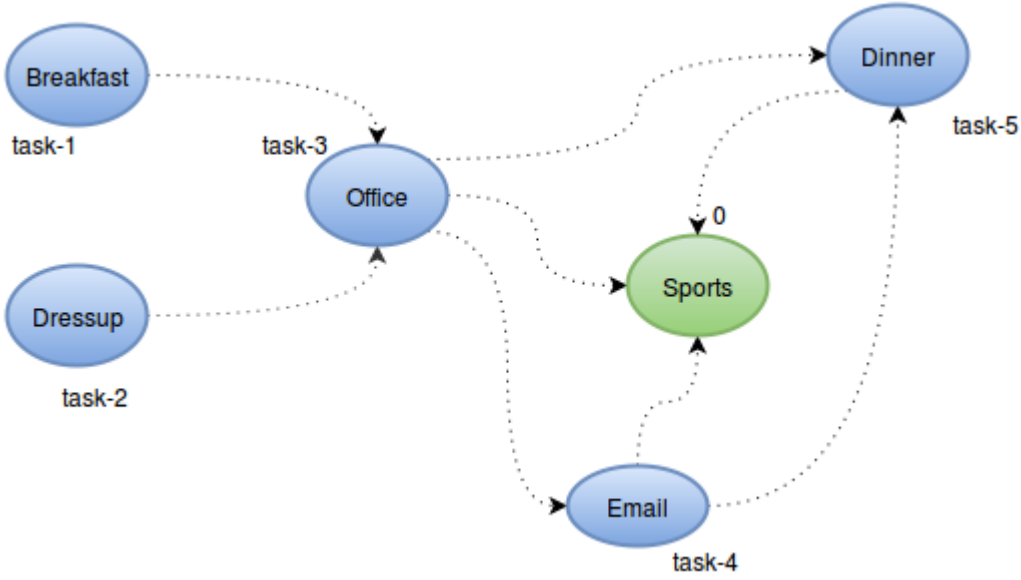 Breakfast
task-1
Dressup
task-2
task-3
Office
Dinner
task-5
0
Sports
Email
task-4